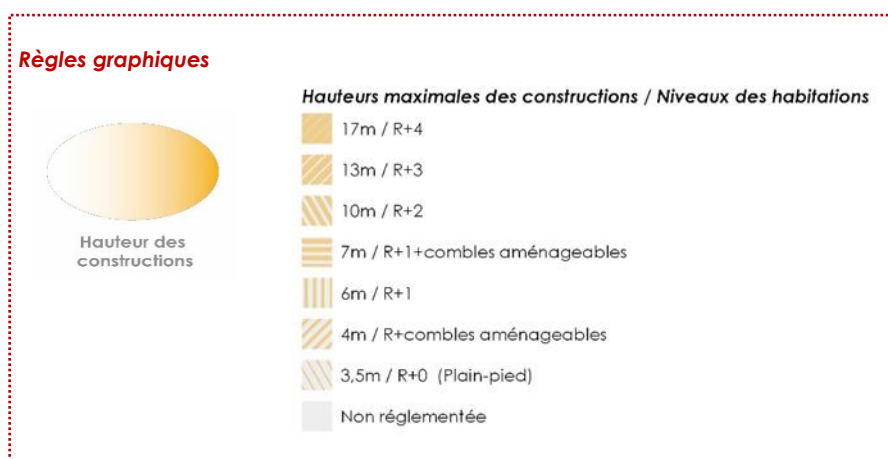 Règles graphiques
Hauteurs maximales des constructions / Niveaux des habitations
17m / R+4
13m / R+3
10m / R+2
7m / R+1+combles aménageables
6m / R+1
4m / R+combles aménageables
3,5m / R+0 (Plain-pied)
Non réglementée
Hauteur des
constructions